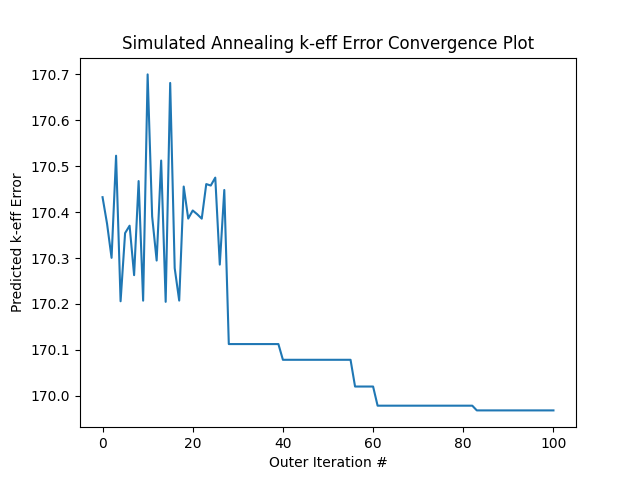 Simulated Annealing k-eff Error Convergence Plot
170.7
170.6
170.5
170.4
170.3
170.2
170.1
170.0
Predicted k-eff Error
0 20 40 60 80 100
Outer Iteration #